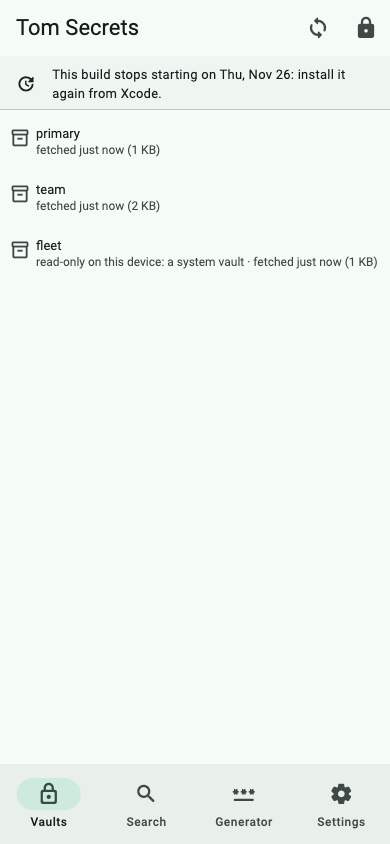 Tom Secrets
This build stops starting on Thu, Nov 26: install it
again from Xcode.
primary
fetched just now (1 KB)
team
fetched just now (2 KB)
fleet
read-only on this device: a system vault · fetched just now (1 KB)
Vaults
Search
Generator
Settings